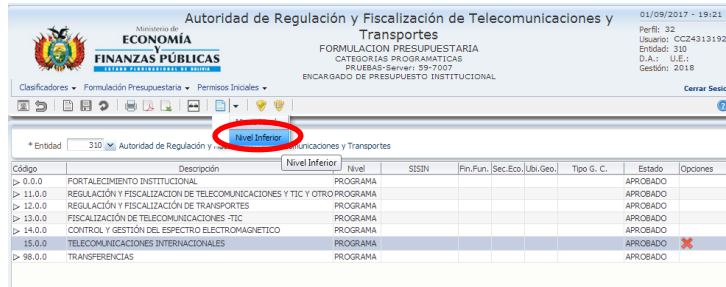 Autoridad de Regulación y Fiscalización de Telecomunicaciones y
Transportes
Ministerio de
ECONOMÍA
Y
FINANZAS PÚBLICAS
ESTADO PLURINACIONAL DE BOLIVIA
FORMULACION PRESUPUESTARIA
CATEGORIAS PROGRAMATICAS
PRUEBAS-Server: 59-7007
ENCARGADO DE PRESUPUESTO INSTITUCIONAL
01/09/2017 - 19:21
Perfil: 32
Usuario: CCZ4313192
Entidad: 310
D.A.: U.E.:
Gestión: 2018
Clasificadores Formulación Presupuestaria Permisos Iniciales
Cerrar Sesio
Nivel Inferior
* Entidad 310 Autoridad de Regulación y municaciones y Transportes
Nivel Inferior
Código Descripción Nivel SISIN Fin.Fun. Sec.Eco. Ubi.Geo. Tipo G. C. Estado Opciones
0.0.0 FORTALECIMIENTO INSTITUCIONAL PROGRAMA APROBADO
11.0.0 REGULACIÓN Y FISCALIZACION DE TELECOMUNICACIONES Y TIC Y OTRO PROGRAMA APROBADO
12.0.0 REGULACIÓN Y FISCALIZACIÓN DE TRANSPORTES PROGRAMA APROBADO
13.0.0 FISCALIZACIÓN DE TELECOMUNICACIONES -TIC PROGRAMA APROBADO
14.0.0 CONTROL Y GESTIÓN DEL ESPECTRO ELECTROMAGNETICO PROGRAMA APROBADO
15.0.0 TELECOMUNICACIONES INTERNACIONALES PROGRAMA APROBADO
98.0.0 TRANSFERENCIAS PROGRAMA APROBADO